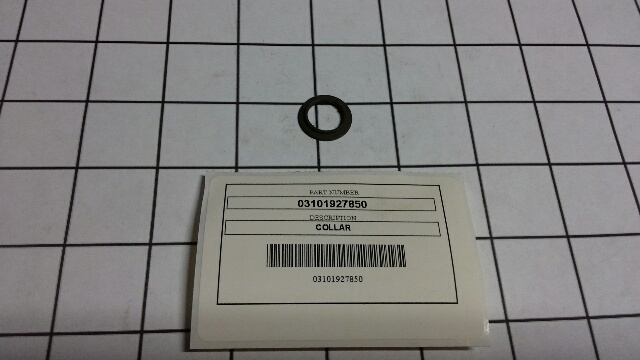 PART NUMBER
03101927850
DESCRIPTION
COLLAR
03101927850